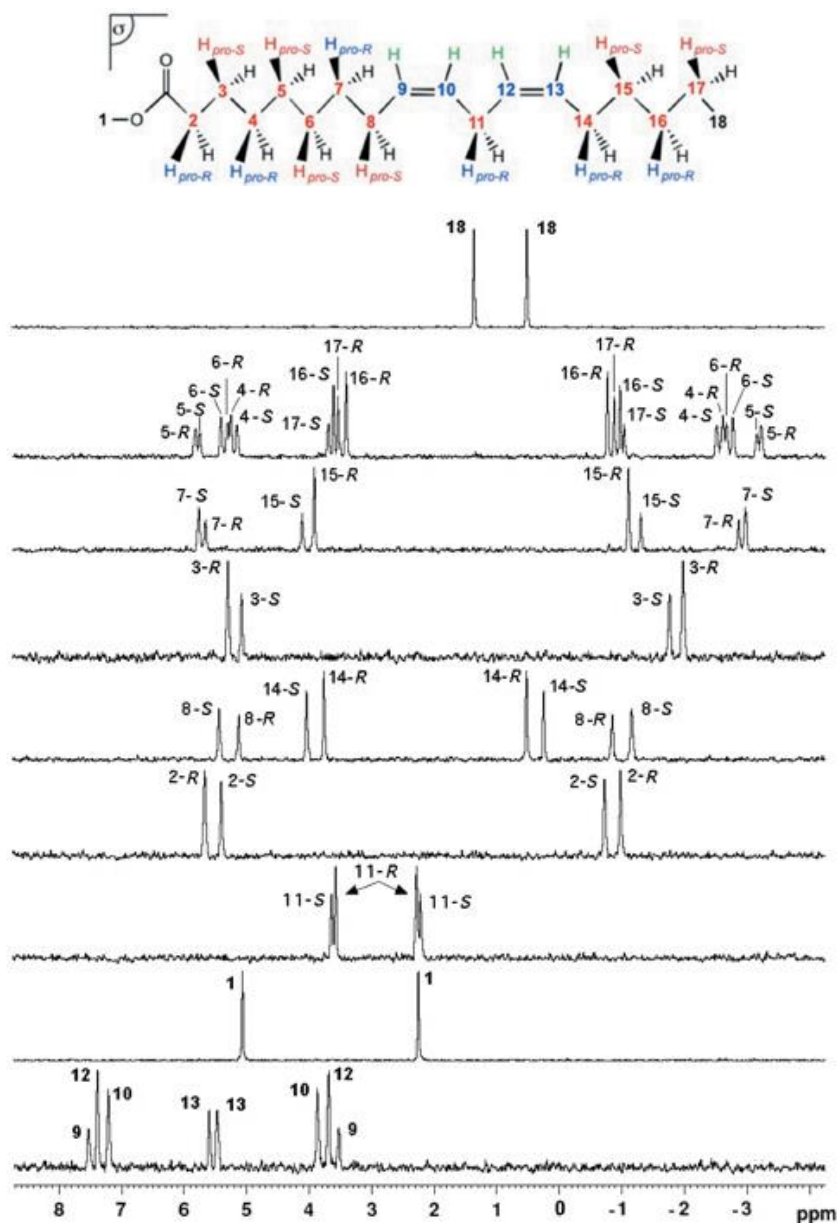 σ
H pro-S H pro-S H pro-R H H H H H pro-S H pro-S
O H H H H H
3 5 7 9 10 12 13 15 17
1 O 2 4 6 8 11 14 16 18
H H H H H H H
H pro-R H pro-R H pro-S H pro-S H pro-R H pro-R H pro-R
18 18
17-R 17-R
6-R 16-S 16-R 16-R 16-S 6-R
6-S 4-R 4-R 6-S
5-S 4-S 17-S 17-S 4-S 5-S
5-R 5-R
7-S 7-R 15-S 15-R 15-R 15-S 7-R 7-S
3-R 3-S 3-S 3-R
8-S 8-R 14-S 14-R 14-R 14-S 8-R 8-S
2-R 2-S 2-S 2-R
11-R
11-S 11-S
1 1
12 12
10 13 13 10
9 9
8 7 6 5 4 3 2 1 0 -1 -2 -3 ppm